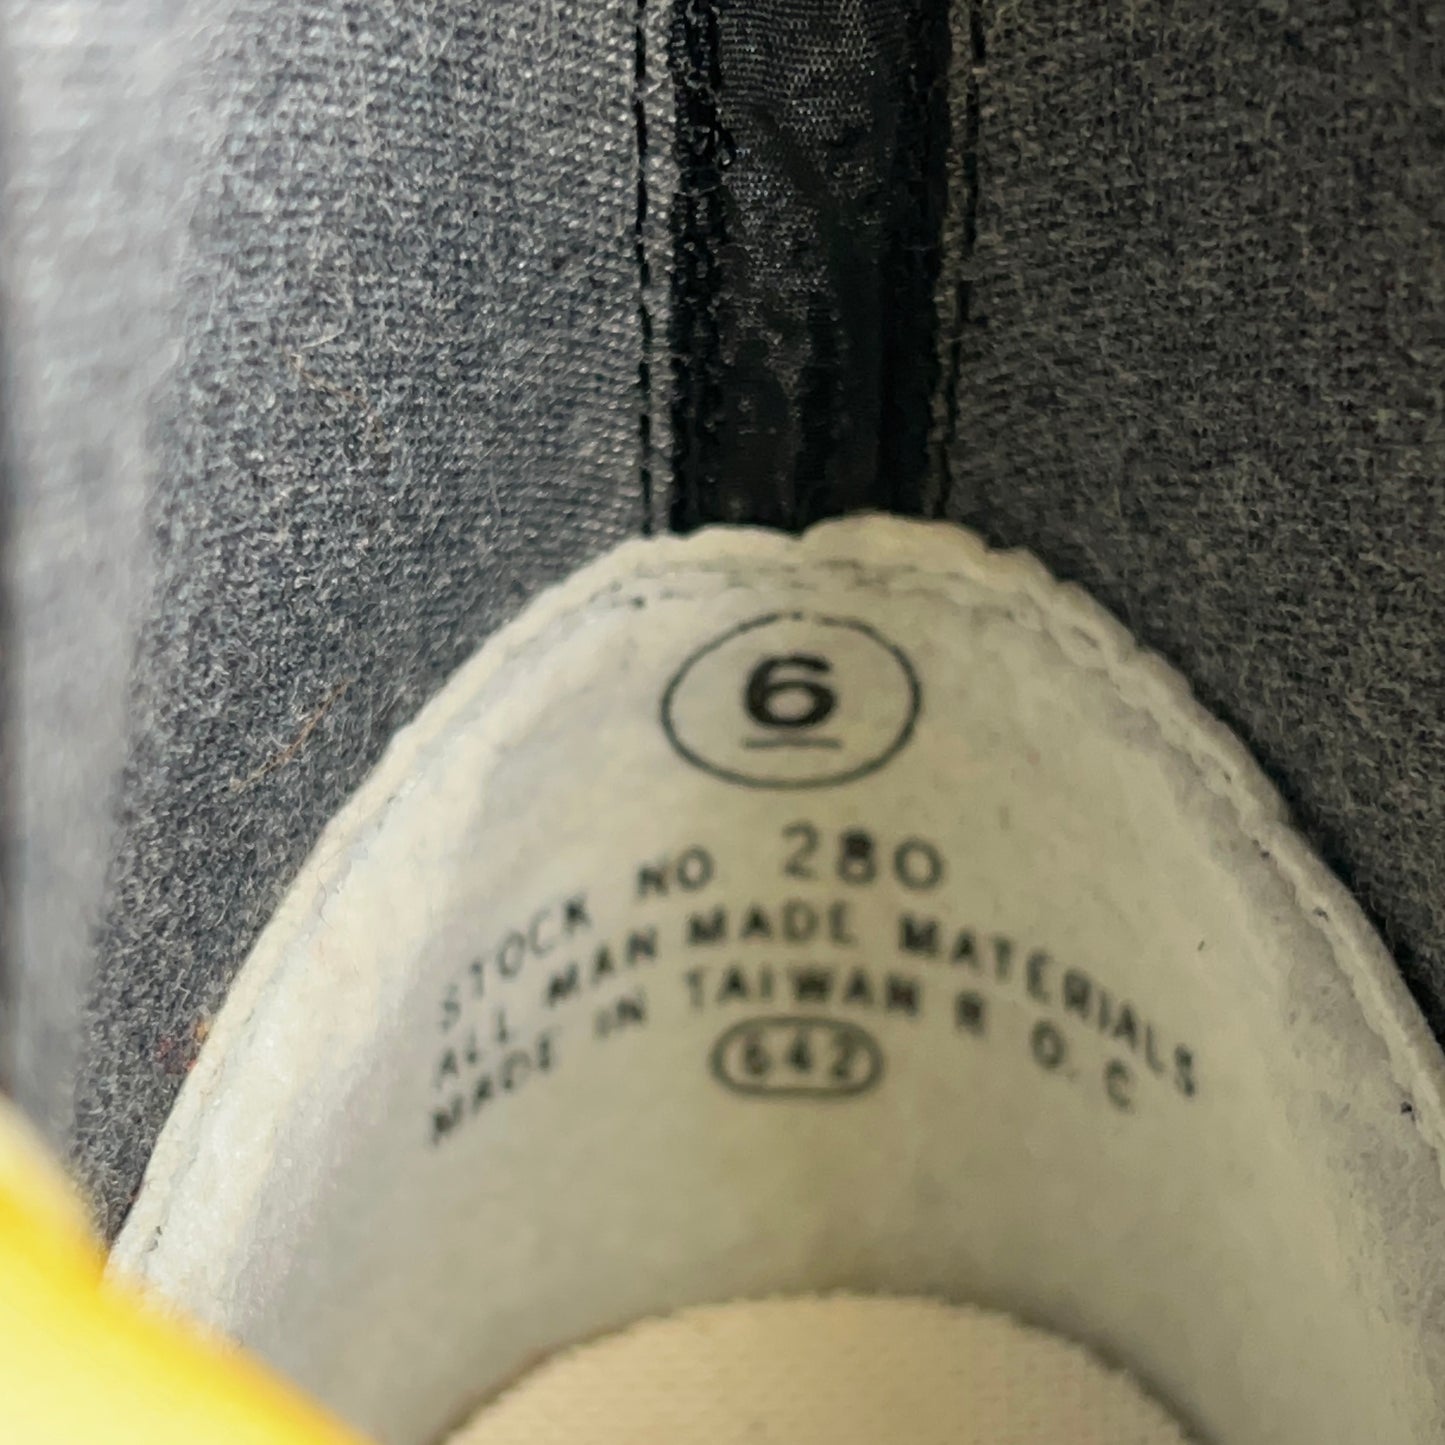 6
STOCK NO 280
ALL MAN MADE MATERIALS
MADE IN TAIWAN R. O. C
642